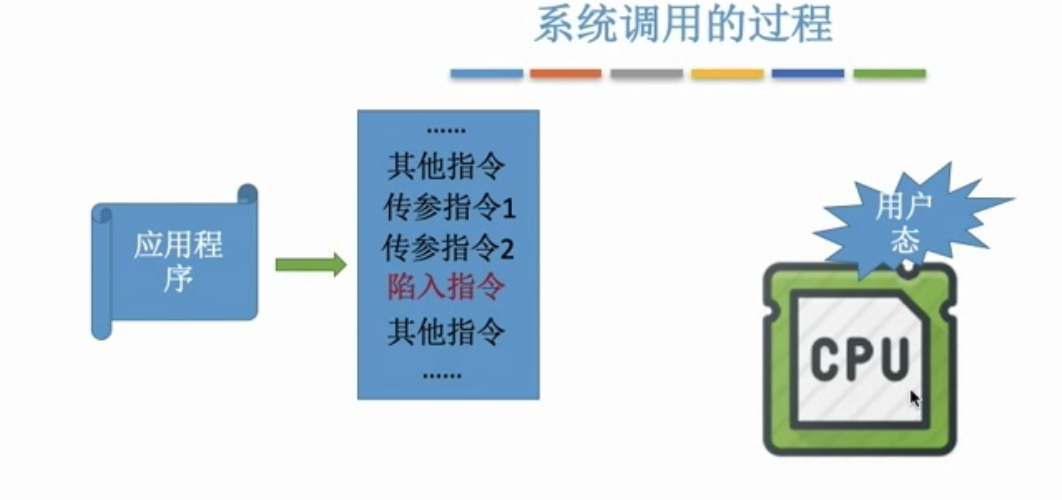 系统调用的过程
......
其他指令
传参指令1
传参指令2
陷入指令
其他指令
......
应用程
序
用户
态
CPU